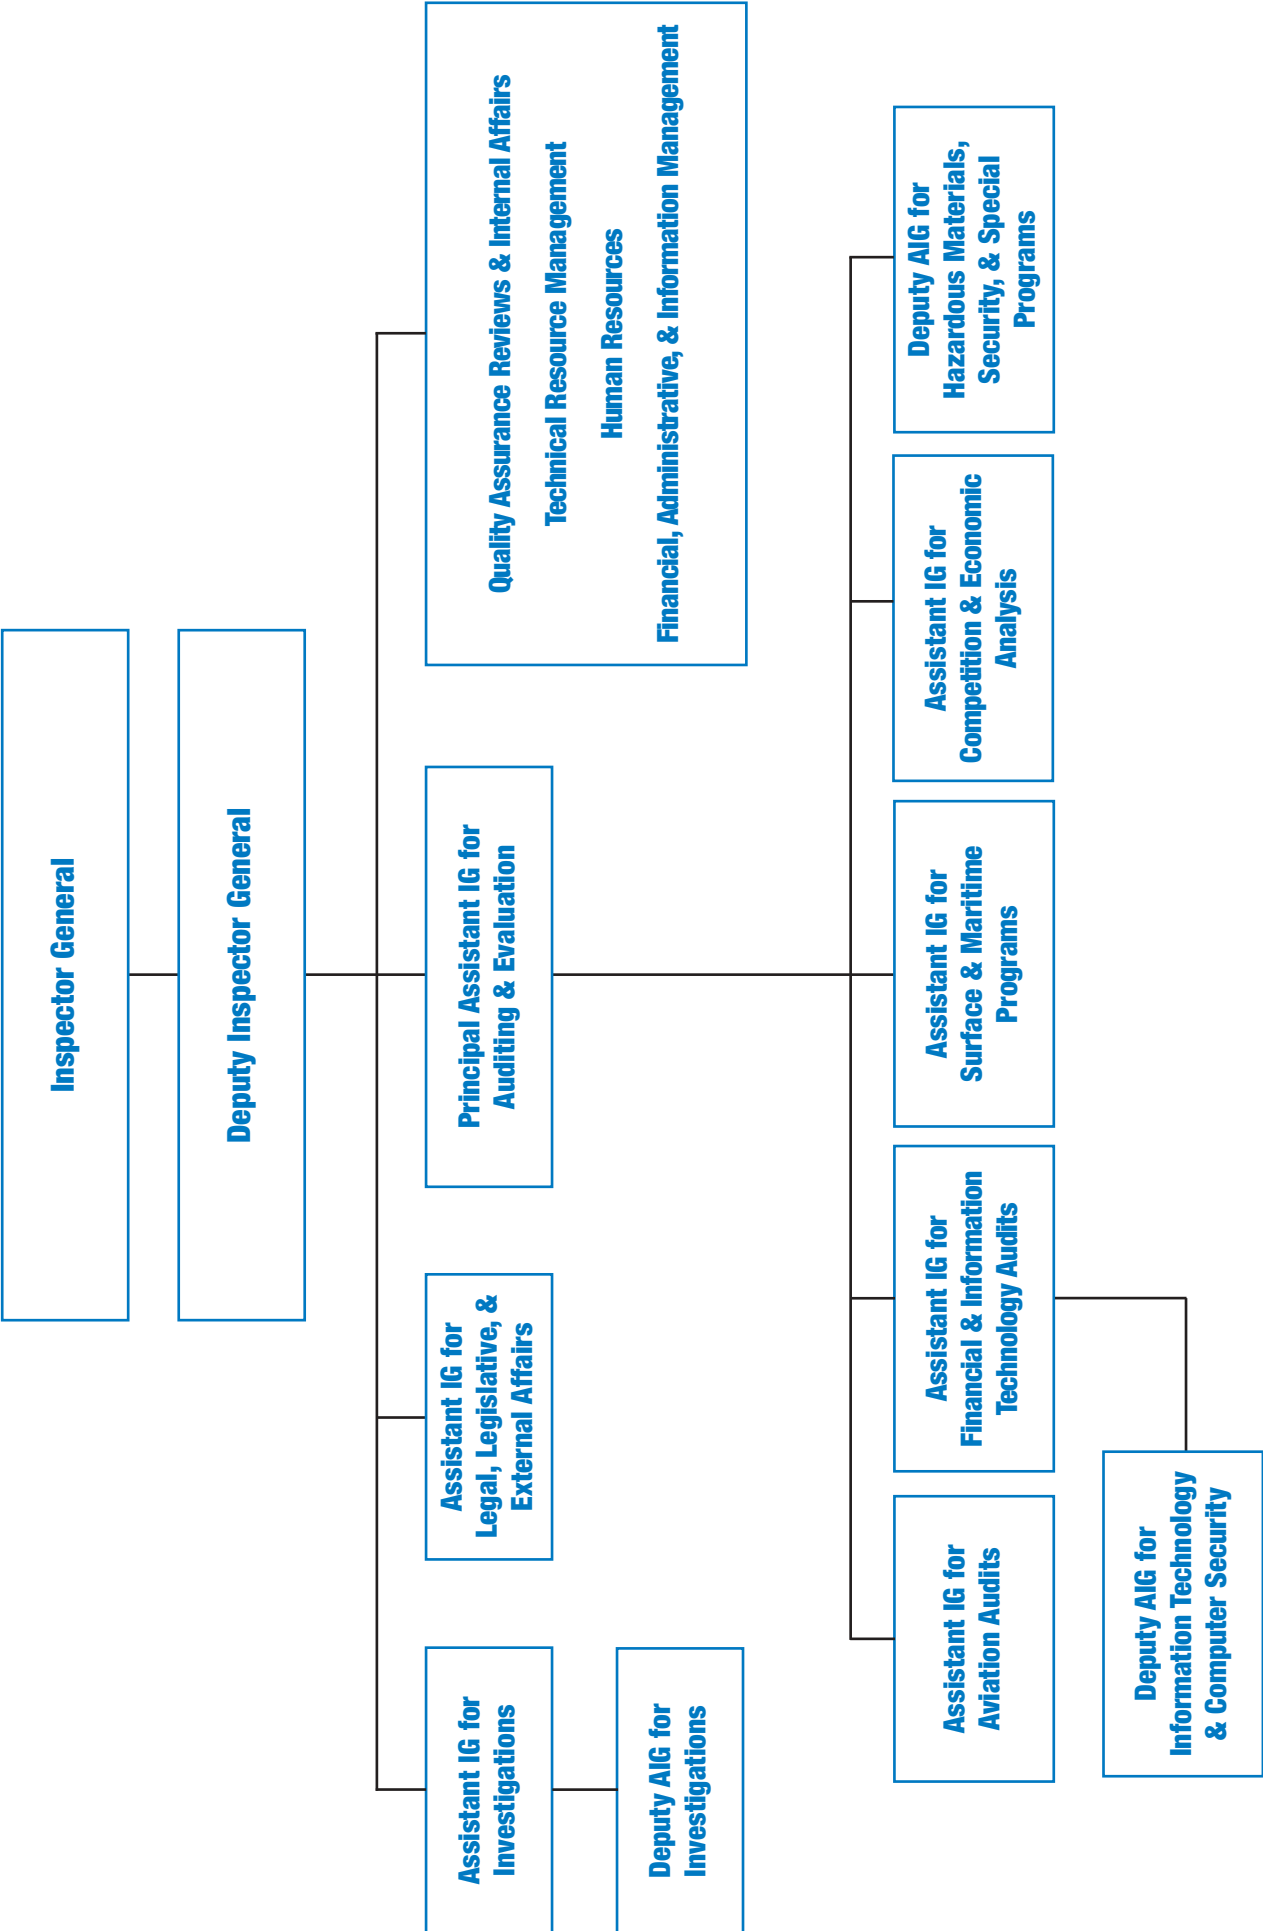 Inspector General
Deputy Inspector General
Assistant IG for
Investigations
Deputy AIG for
Investigations
Assistant IG for
Legal, Legislative, &
External Affairs
Principal Assistant IG for
Auditing & Evaluation
Quality Assurance Reviews & Internal Affairs
Technical Resource Management
Human Resources
Financial, Administrative, & Information Management
Assistant IG for
Aviation Audits
Assistant IG for
Financial & Information
Technology Audits
Deputy AIG for
Information Technology
& Computer Security
Assistant IG for
Surface & Maritime
Programs
Assistant IG for
Competition & Economic
Analysis
Deputy AIG for
Hazardous Materials,
Security, & Special
Programs